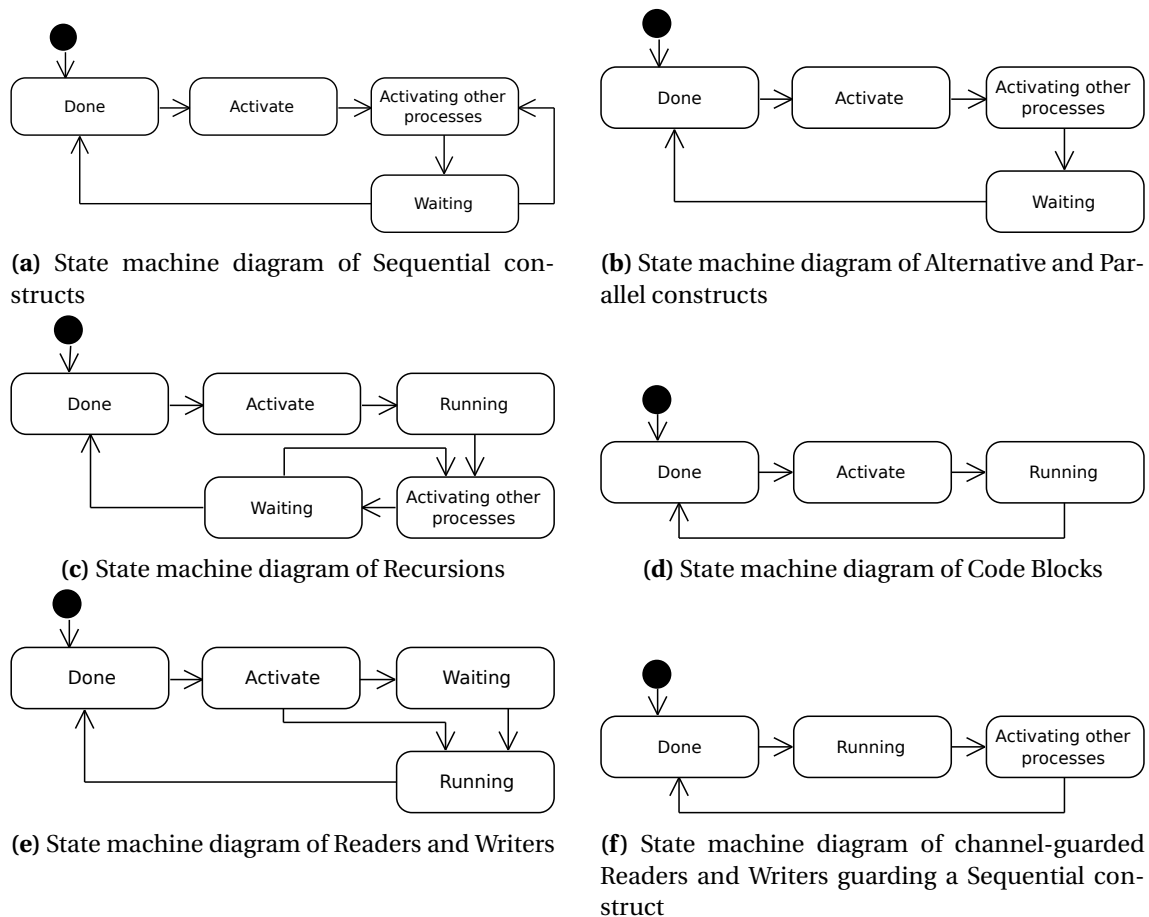 Done
Activate
Activating other
processes
Waiting
(a) State machine diagram of Sequential con-
structs
Done
Activate
Activating other
processes
Waiting
(b) State machine diagram of Alternative and Par-
allel constructs
Done
Activate
Running
Waiting
Activating other
processes
(c) State machine diagram of Recursions
Done
Activate
Running
(d) State machine diagram of Code Blocks
Done
Activate
Waiting
Running
(e) State machine diagram of Readers and Writers
Done
Running
Activating other
processes
(f) State machine diagram of channel-guarded
Readers and Writers guarding a Sequential con-
struct